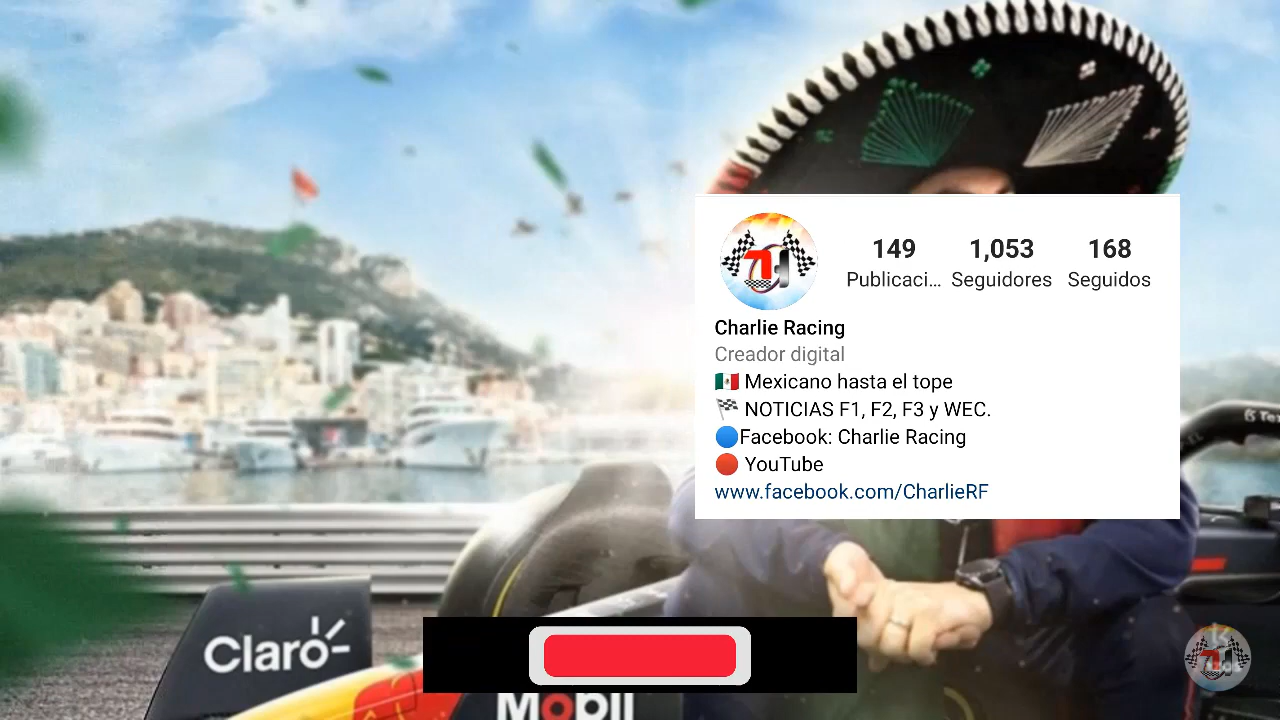 149 1,053 168
Publicaci... Seguidores Seguidos
Charlie Racing
Creador digital
🇲🇽 Mexicano hasta el tope
🏁 NOTICIAS F1, F2, F3 y WEC.
🔵Facebook: Charlie Racing
🔴 YouTube
www.facebook.com/CharlieRF
Claro
Mobil